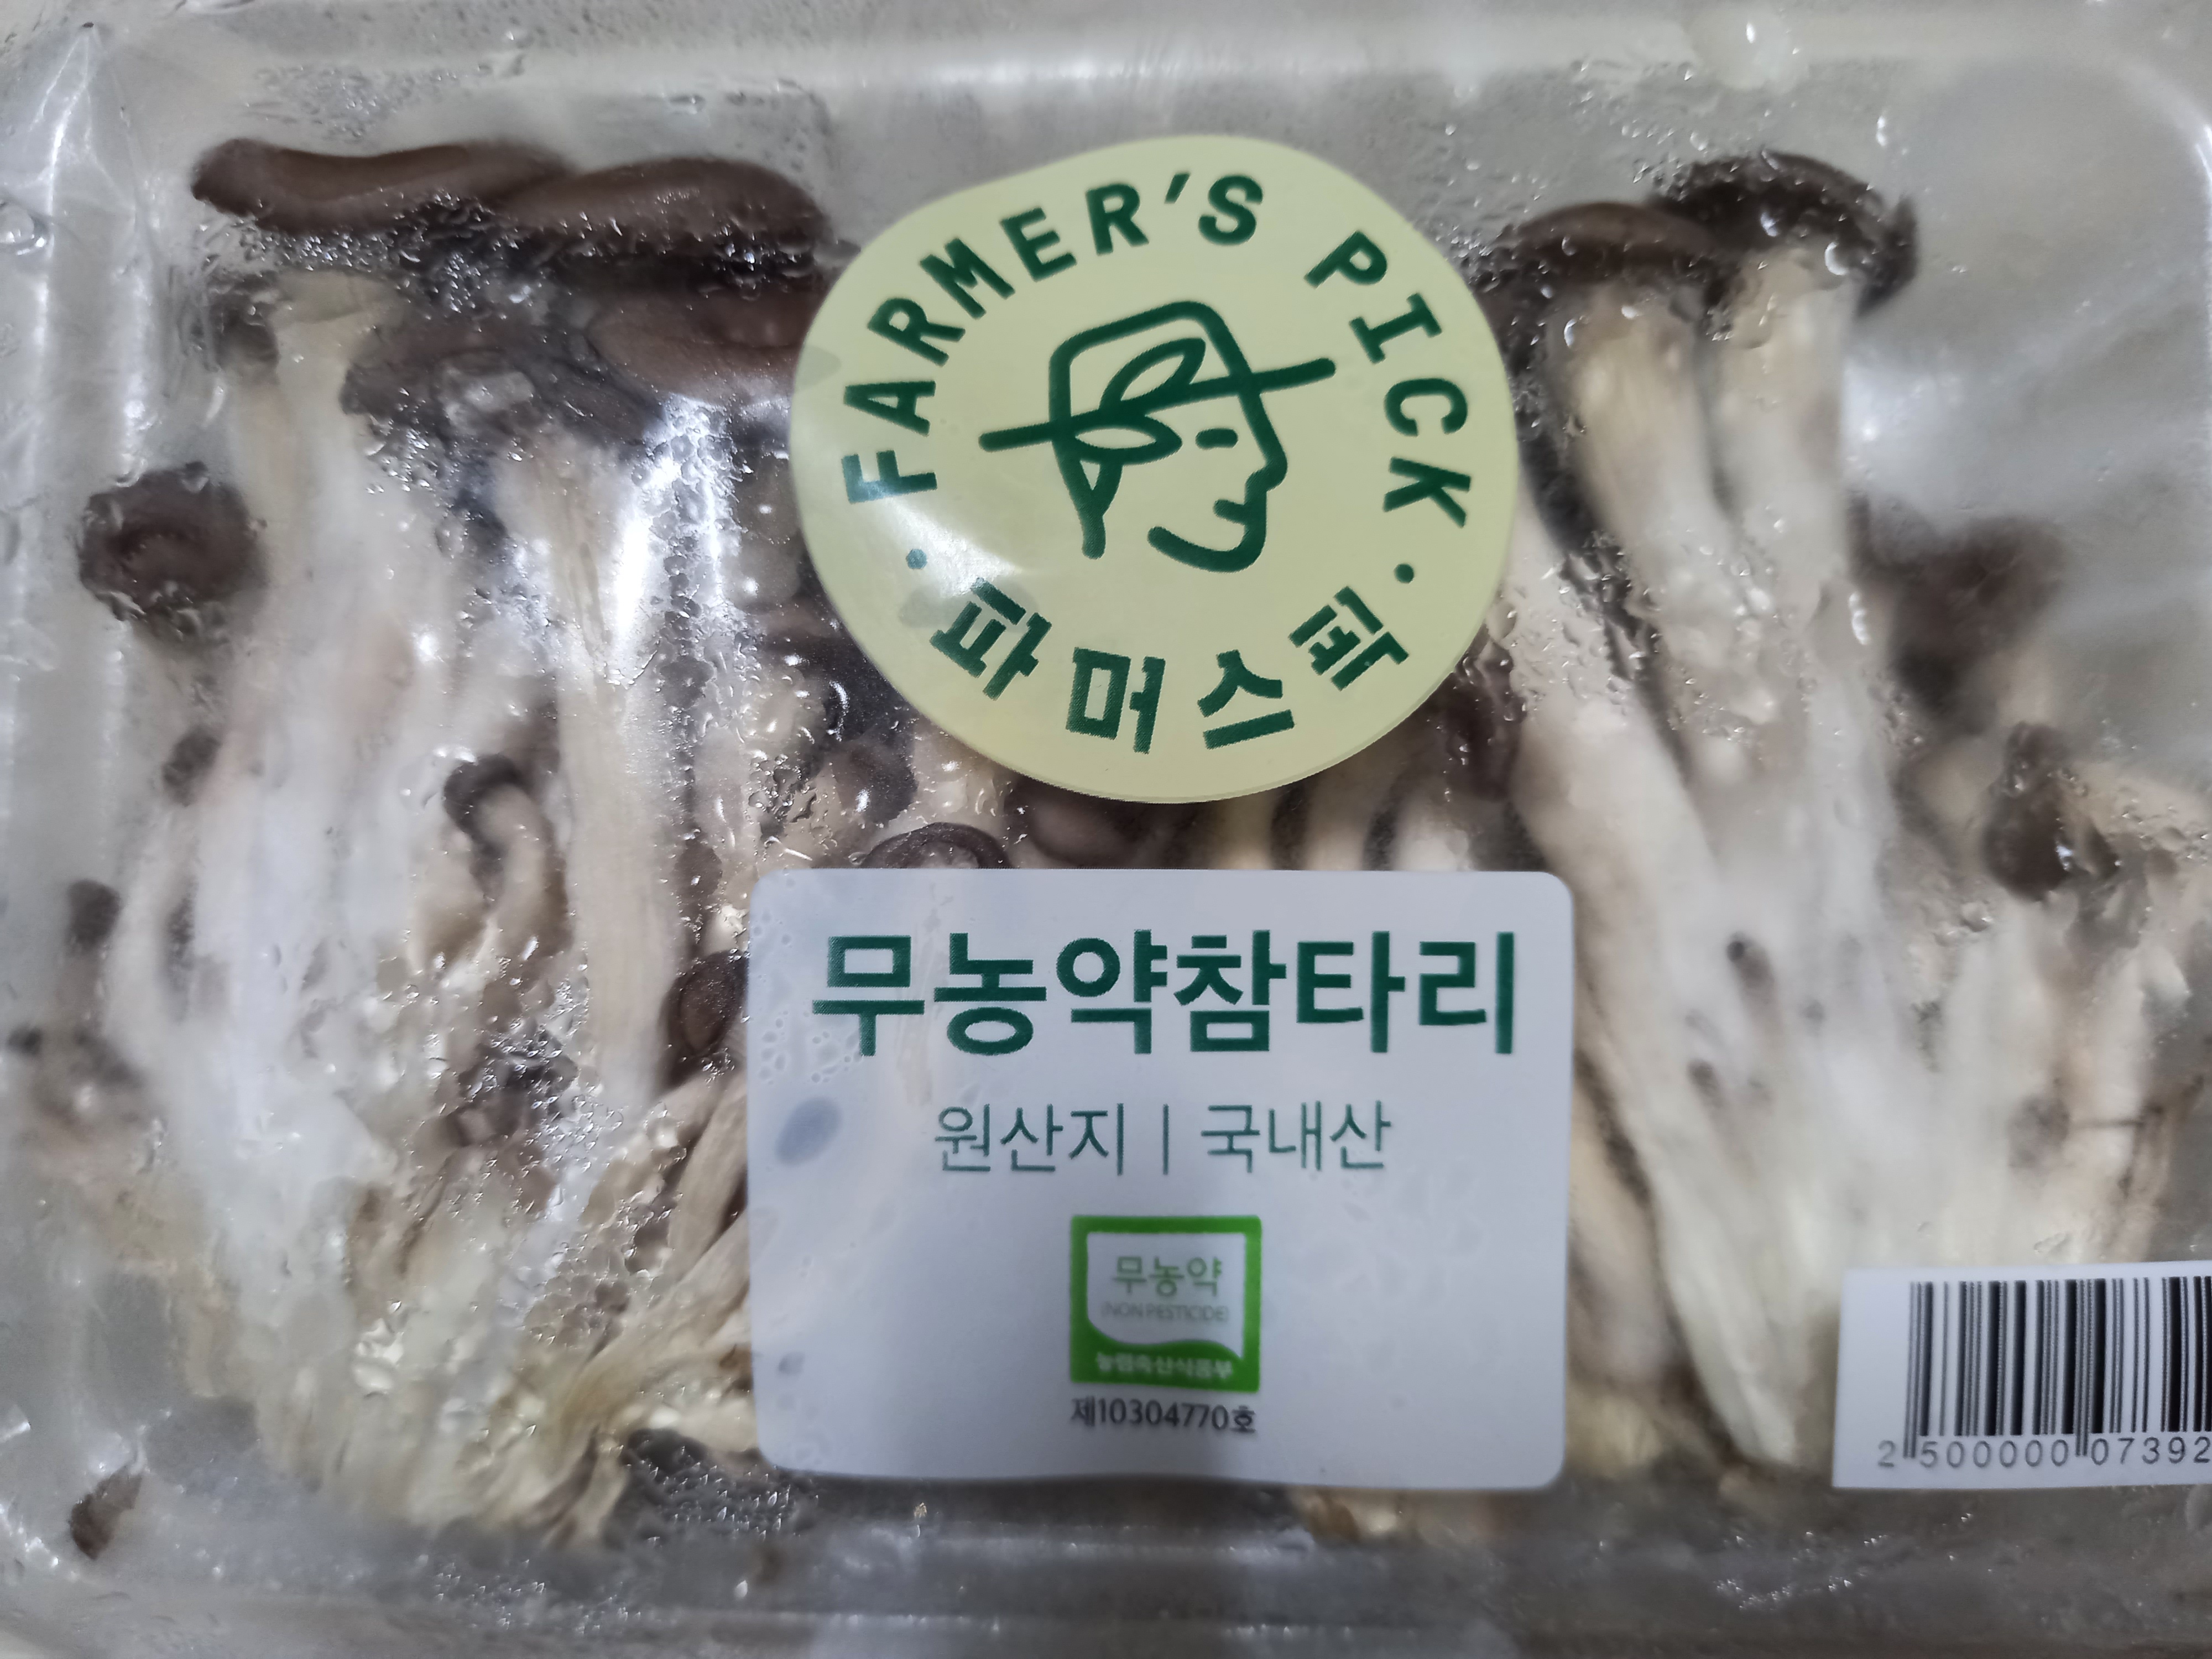 FARMER'S PICK
파머스픽
무농약참타리
원산지 | 국내산
무농약
(NON PESTICIDE)
농림축산식품부
제10304770호
2 500000 07392